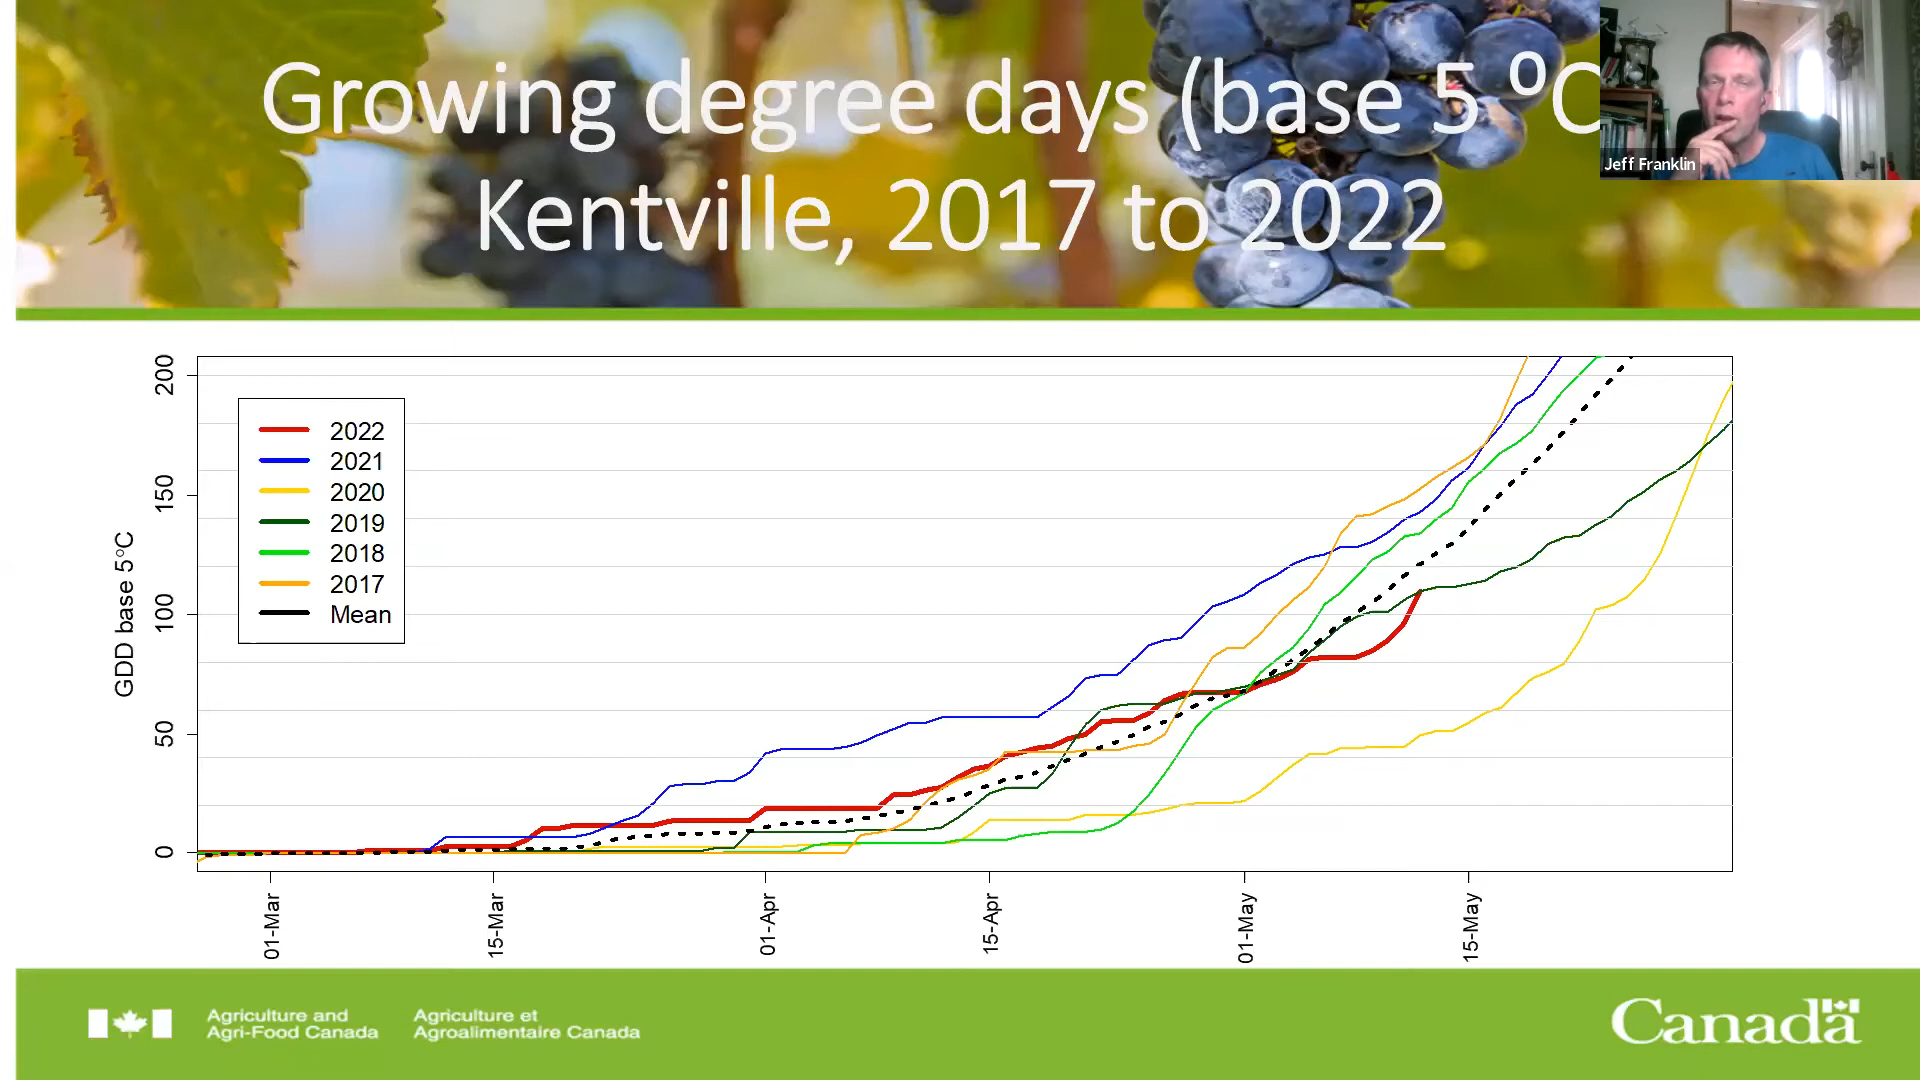 Growing degree days (base 5 ⁰C
Kentville, 2017 to 2022
Jeff Franklin
GDD base 5°C
200
150
100
50
0
2022
2021
2020
2019
2018
2017
Mean
01-Mar
15-Mar
01-Apr
15-Apr
01-May
15-May
Agriculture and
Agri-Food Canada
Agriculture et
Agroalimentaire Canada
Canada